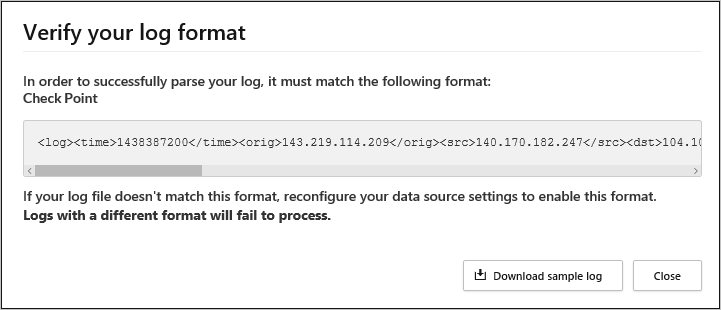 Verify your log format
In order to successfully parse your log, it must match the following format:
Check Point
<log><time>1438387200</time><orig>143.219.114.209</orig><src>140.170.182.247</src><dst>104.10
If your log file doesn't match this format, reconfigure your data source settings to enable this format.
Logs with a different format will fail to process.
Download sample log
Close